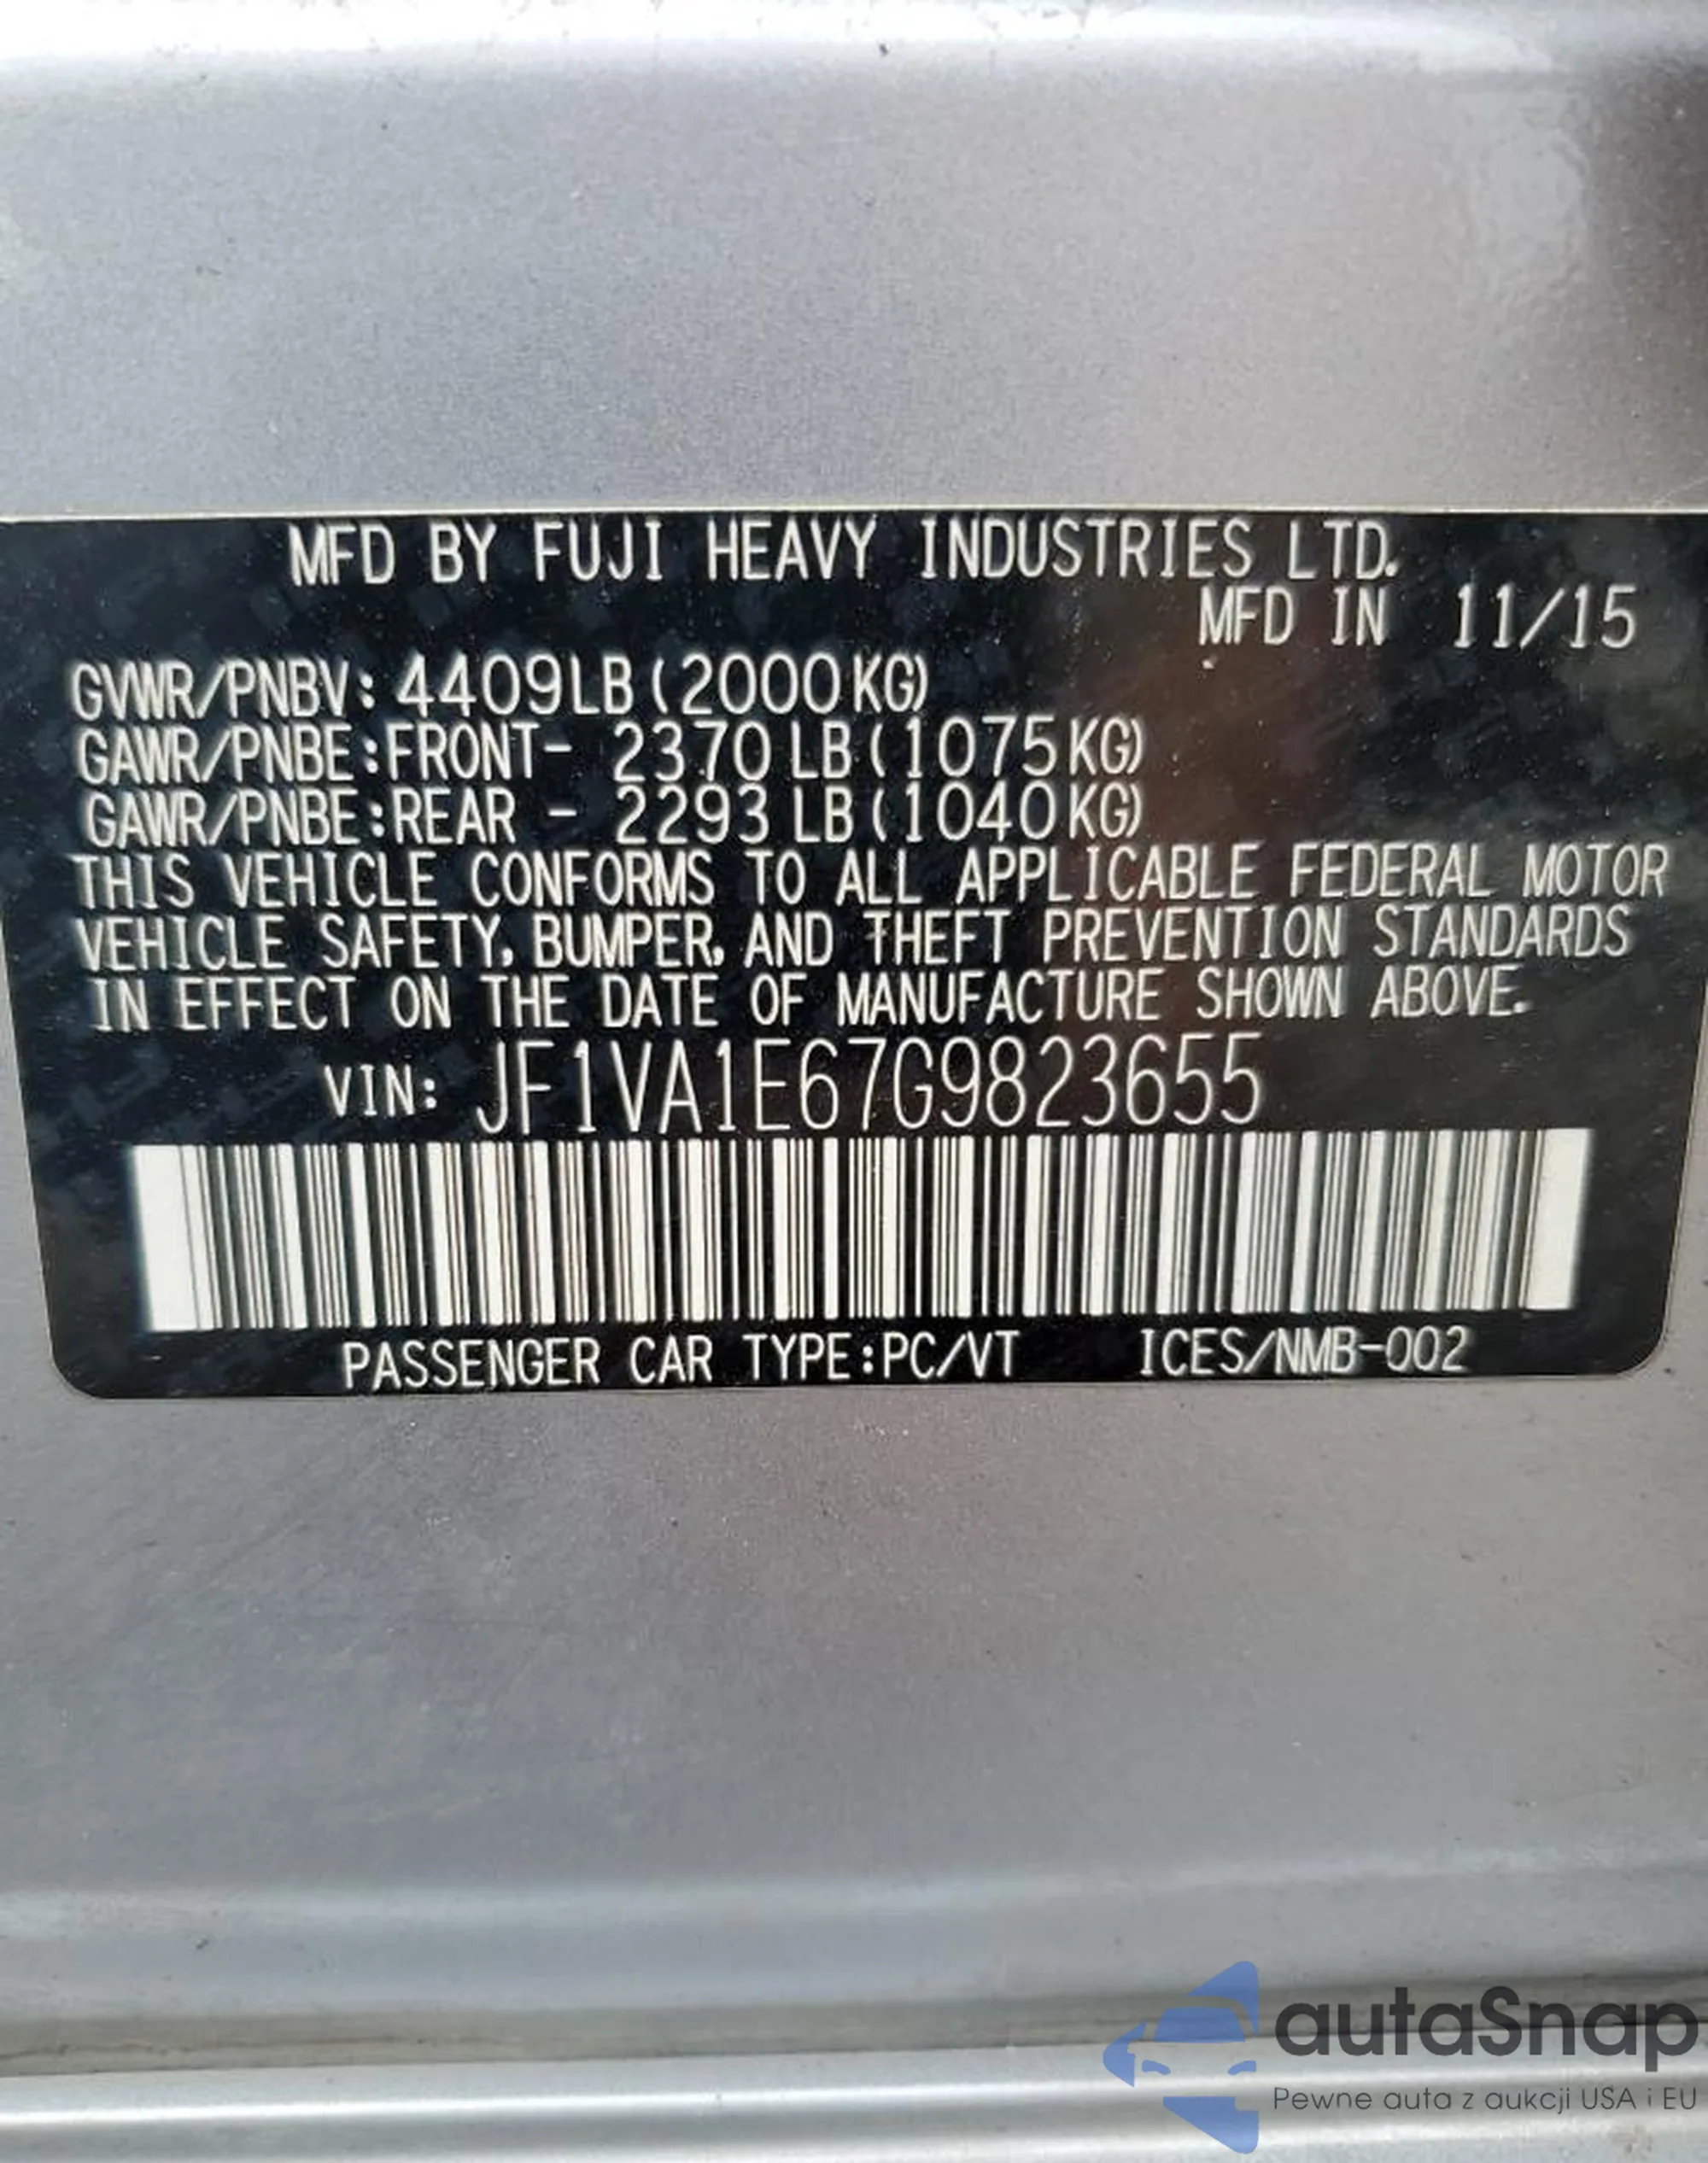 MFD BY FUJI HEAVY INDUSTRIES LTD.
MFD IN 11/15
GVWR/PNBV: 4409LB (2000KG)
GAWR/PNBE:FRONT- 2370 LB (1075KG)
GAWR/PNBE:REAR - 2293 LB (1040KG)
THIS VEHICLE CONFORMS TO ALL APPLICABLE FEDERAL MOTOR
VEHICLE SAFETY, BUMPER, AND THEFT PREVENTION STANDARDS
IN EFFECT ON THE DATE OF MANUFACTURE SHOWN ABOVE.
VIN: JF1VA1E67G9823655
PASSENGER CAR TYPE:PC/VT ICES/NMB-002
autaSnap
Pewne auta z aukcji USA i EU